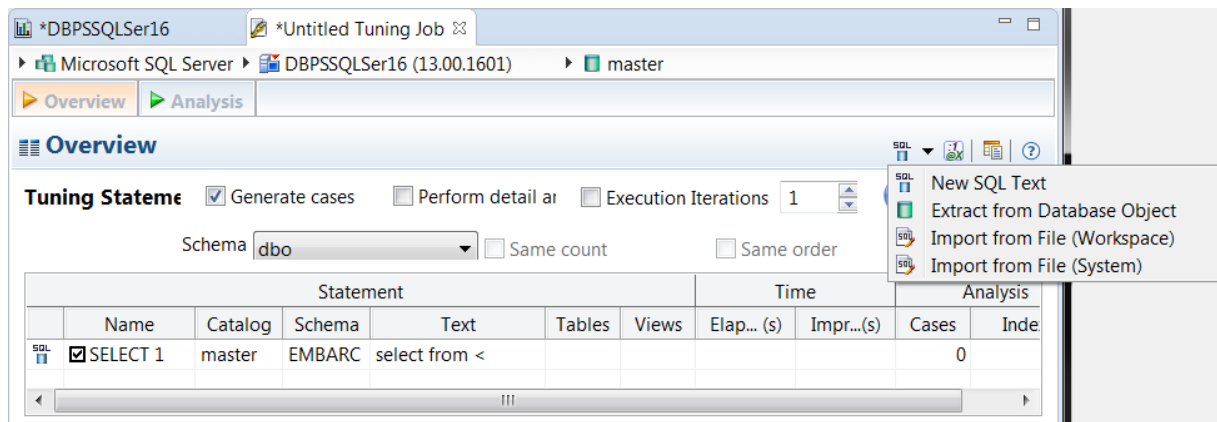 *DBPSSQLSer16 *Untitled Tuning Job
Microsoft SQL Server DBPSSQLSer16 (13.00.1601) master
Overview Analysis
Overview
SQL
Tuning Stateme Generate cases Perform detail ar Execution Iterations 1
SQL New SQL Text
Extract from Database Object
SQL Import from File (Workspace)
SQL Import from File (System)
Schema dbo Same count Same order
Statement Time Analysis
Name Catalog Schema Text Tables Views Elap... (s) Impr...(s) Cases Inde
SQL SELECT 1 master EMBARC select from < 0